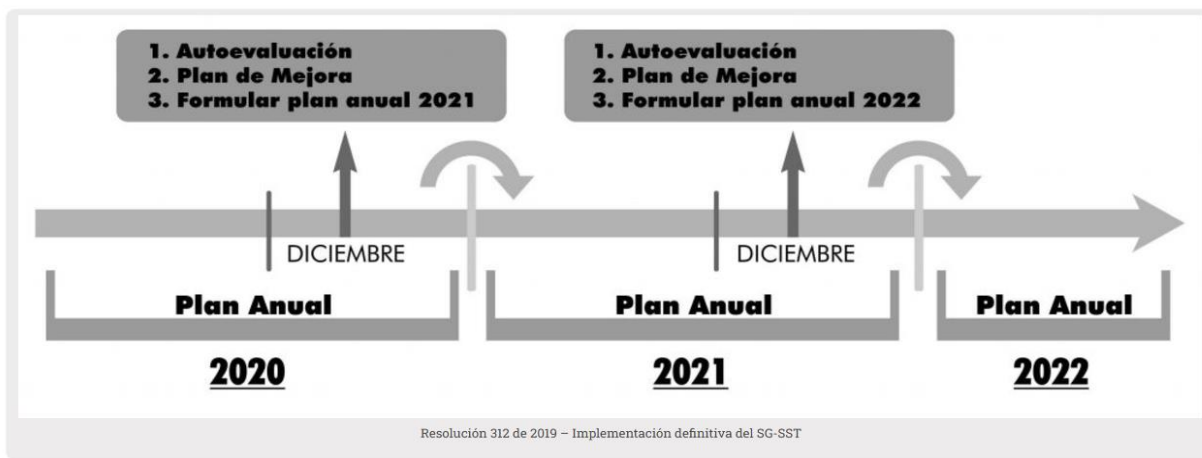 1. Autoevaluación
2. Plan de Mejora
3. Formular plan anual 2021
1. Autoevaluación
2. Plan de Mejora
3. Formular plan anual 2022
DICIEMBRE
DICIEMBRE
Plan Anual
Plan Anual
Plan Anual
2020
2021
2022
Resolución 312 de 2019 – Implementación definitiva del SG-SST